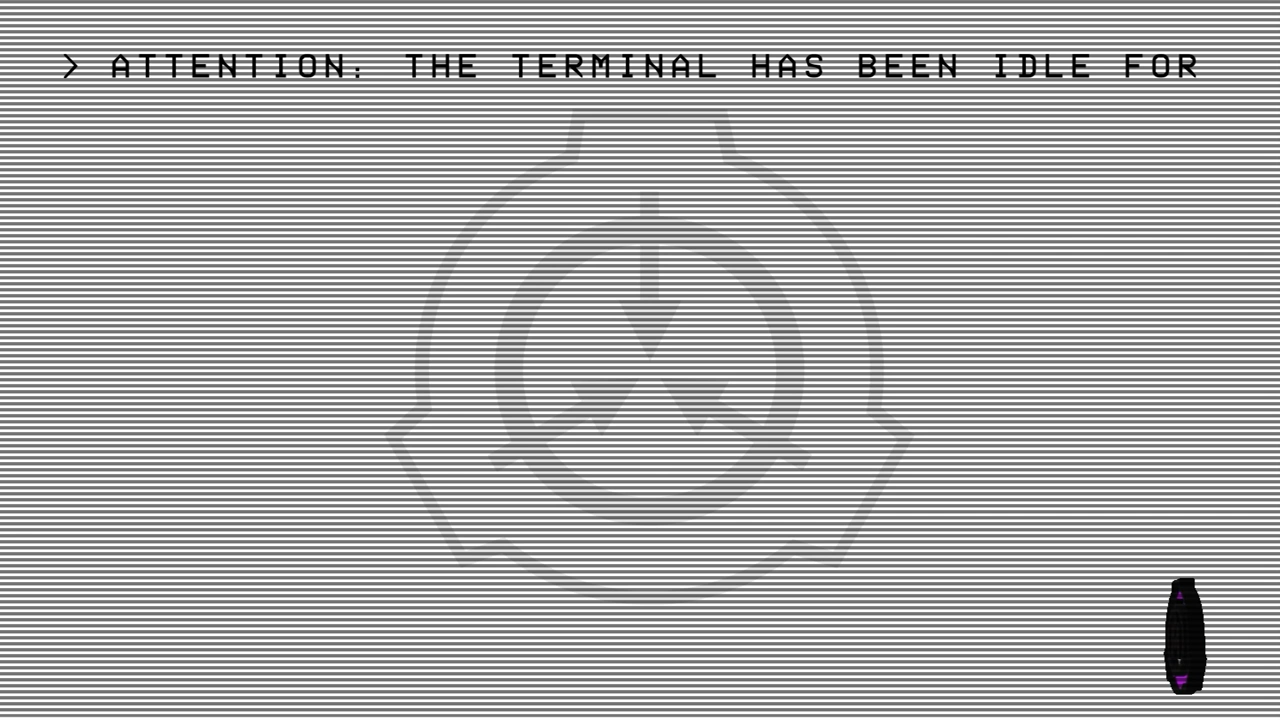 > ATTENTION: THE TERMINAL HAS BEEN IDLE FOR